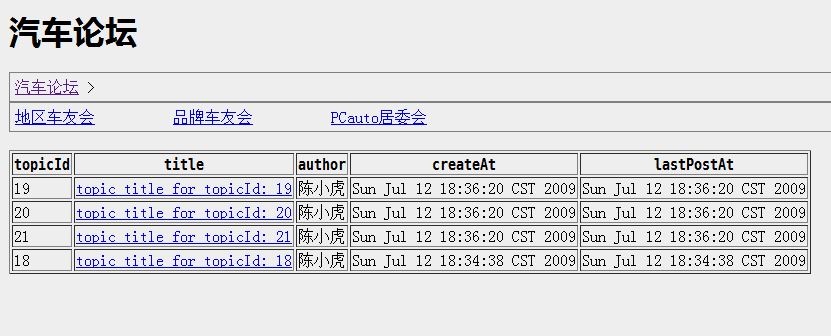 汽车论坛
汽车论坛 >
地区车友会 品牌车友会 PCauto居委会
topicId title author createAt lastPostAt
19 topic title for topicId: 19 陈小虎 Sun Jul 12 18:36:20 CST 2009 Sun Jul 12 18:36:20 CST 2009
20 topic title for topicId: 20 陈小虎 Sun Jul 12 18:36:20 CST 2009 Sun Jul 12 18:36:20 CST 2009
21 topic title for topicId: 21 陈小虎 Sun Jul 12 18:36:20 CST 2009 Sun Jul 12 18:36:20 CST 2009
18 topic title for topicId: 18 陈小虎 Sun Jul 12 18:34:38 CST 2009 Sun Jul 12 18:34:38 CST 2009